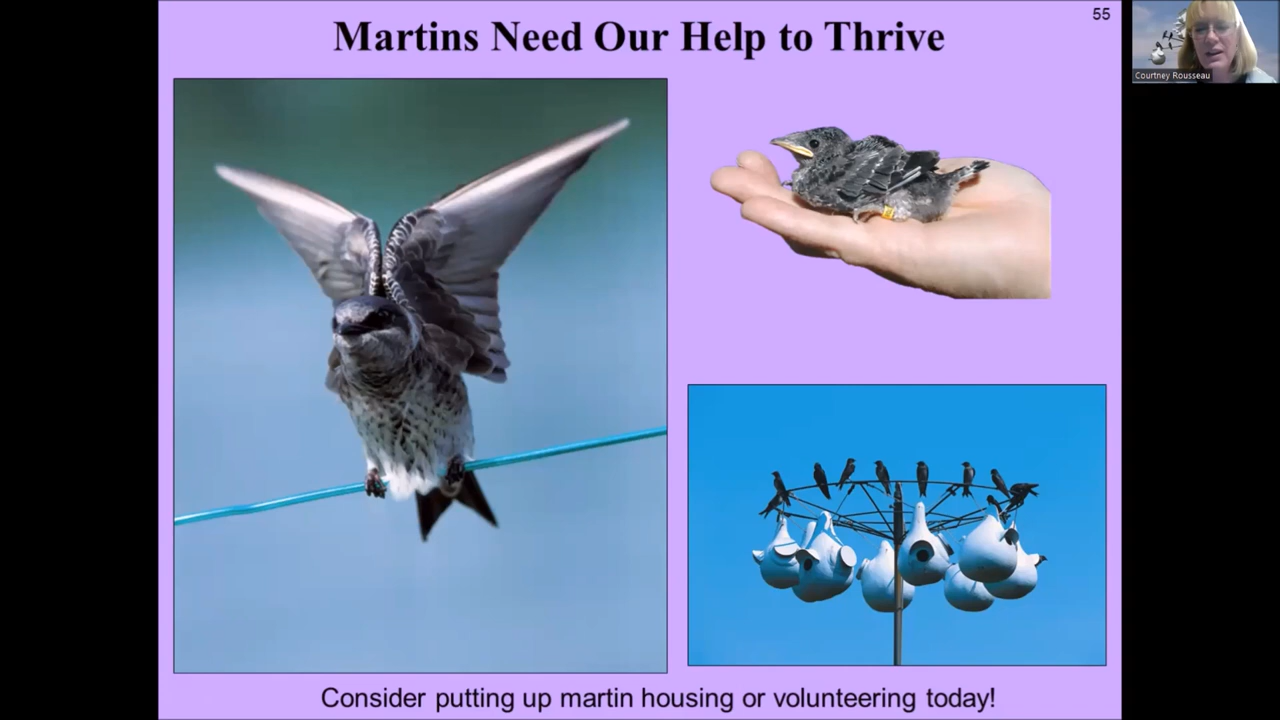 55
Martins Need Our Help to Thrive
Courtney Rousseau
Consider putting up martin housing or volunteering today!